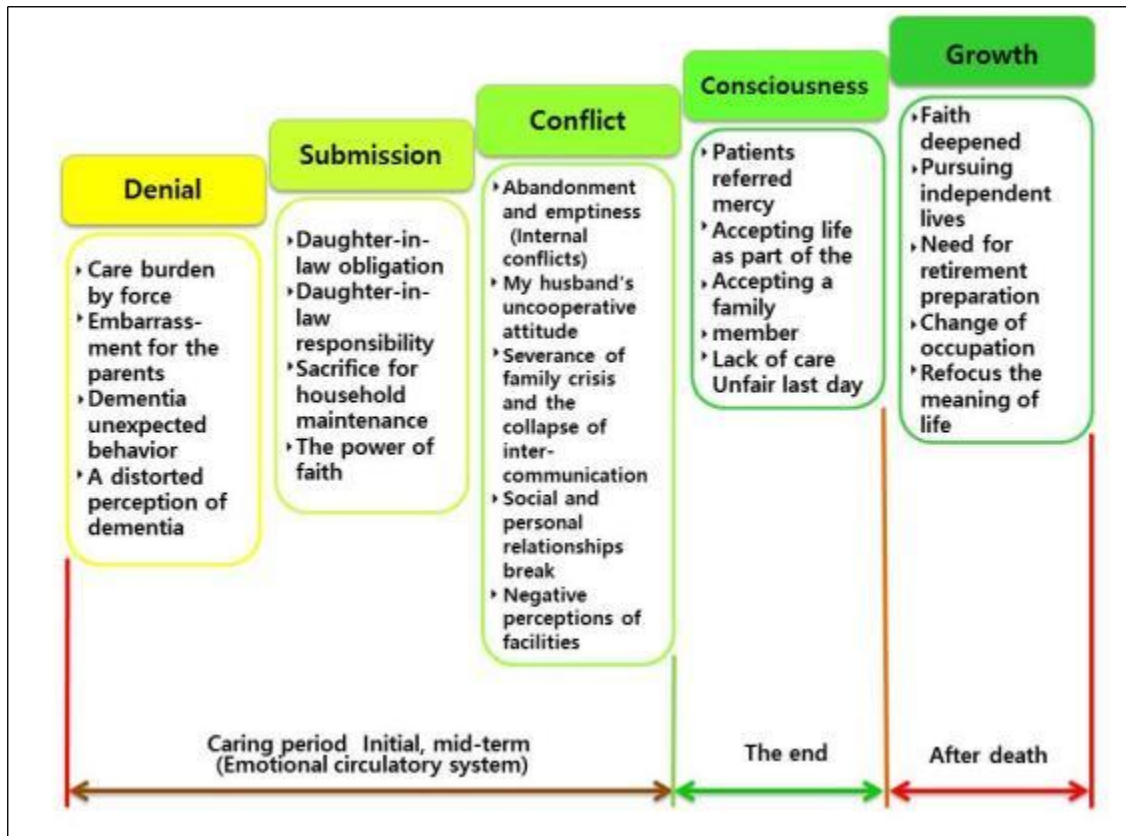 Denial
Care burden
by force
Embarrass-
ment for the
parents
Dementia
unexpected
behavior
A distorted
perception of
dementia
Submission
Daughter-in-
law obligation
Daughter-in-
law
responsibility
Sacrifice for
household
maintenance
The power of
faith
Conflict
Abandonment
and emptiness
(Internal
conflicts)
My husband's
uncooperative
attitude
Severance of
family crisis
and the
collapse of
inter-
communication
Social and
personal
relationships
break
Negative
perceptions of
facilities
Consciousness
Patients
referred
mercy
Accepting life
as part of the
Accepting a
family
member
Lack of care
Unfair last day
Growth
Faith
deepened
Pursuing
independent
lives
Need for
retirement
preparation
Change of
occupation
Refocus the
meaning of
life
Caring period Initial, mid-term
(Emotional circulatory system)
The end
After death